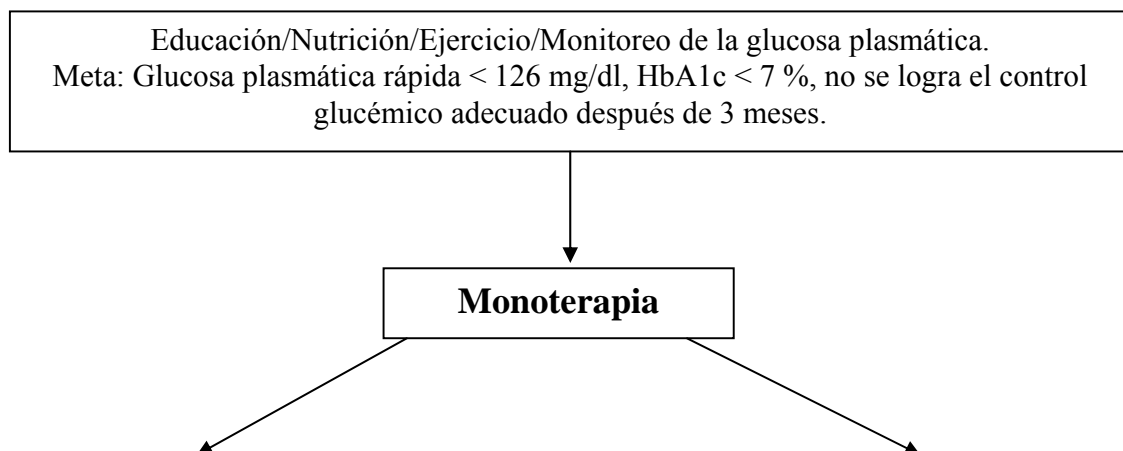 Educación/Nutrición/Ejercicio/Monitoreo de la glucosa plasmática.
Meta: Glucosa plasmática rápida < 126 mg/dl, HbA1c < 7 %, no se logra el control
glucémico adecuado después de 3 meses.
Monoterapia